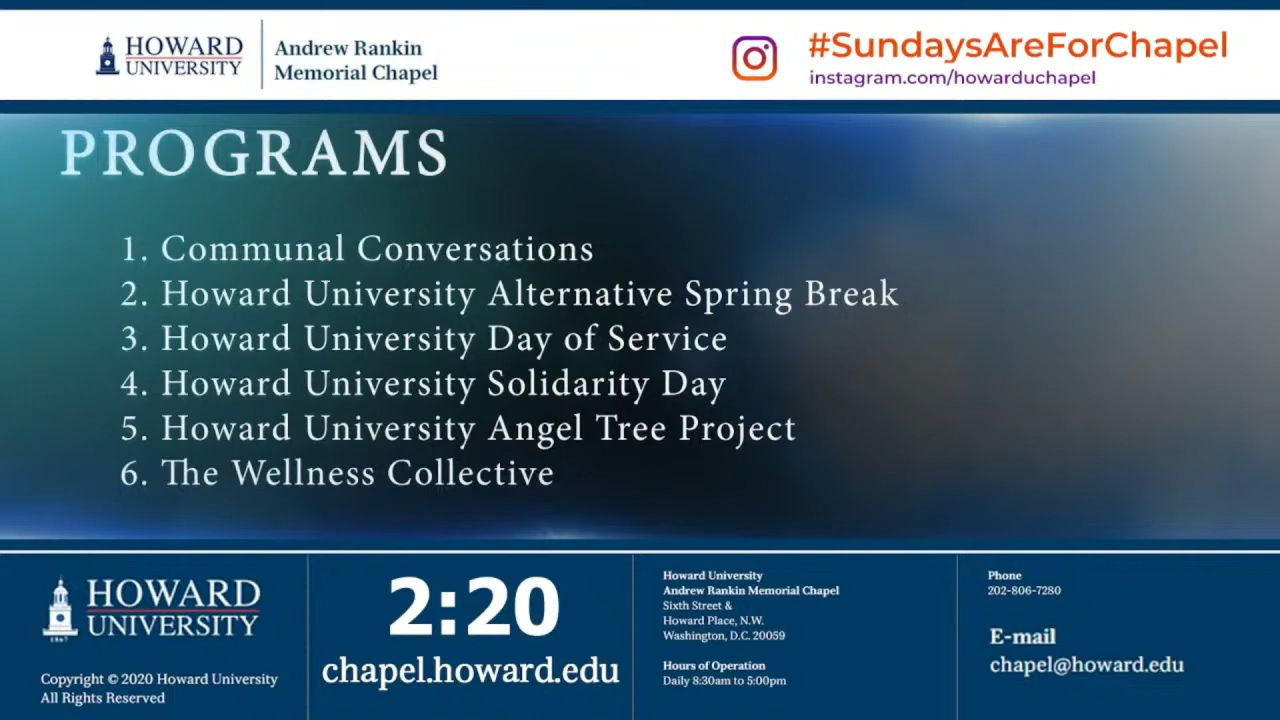 HOWARD
UNIVERSITY
Andrew Rankin
Memorial Chapel
#SundaysAreForChapel
instagram.com/howarduchapel
PROGRAMS
1. Communal Conversations
2. Howard University Alternative Spring Break
3. Howard University Day of Service
4. Howard University Solidarity Day
5. Howard University Angel Tree Project
6. The Wellness Collective
HOWARD
UNIVERSITY
1867
Copyright © 2020 Howard University
All Rights Reserved
2:20
chapel.howard.edu
Howard University
Andrew Rankin Memorial Chapel
Sixth Street &
Howard Place, N.W.
Washington, D.C. 20059
Hours of Operation
Daily 8:30am to 5:00pm
Phone
202-806-7280
E-mail
chapel@howard.edu